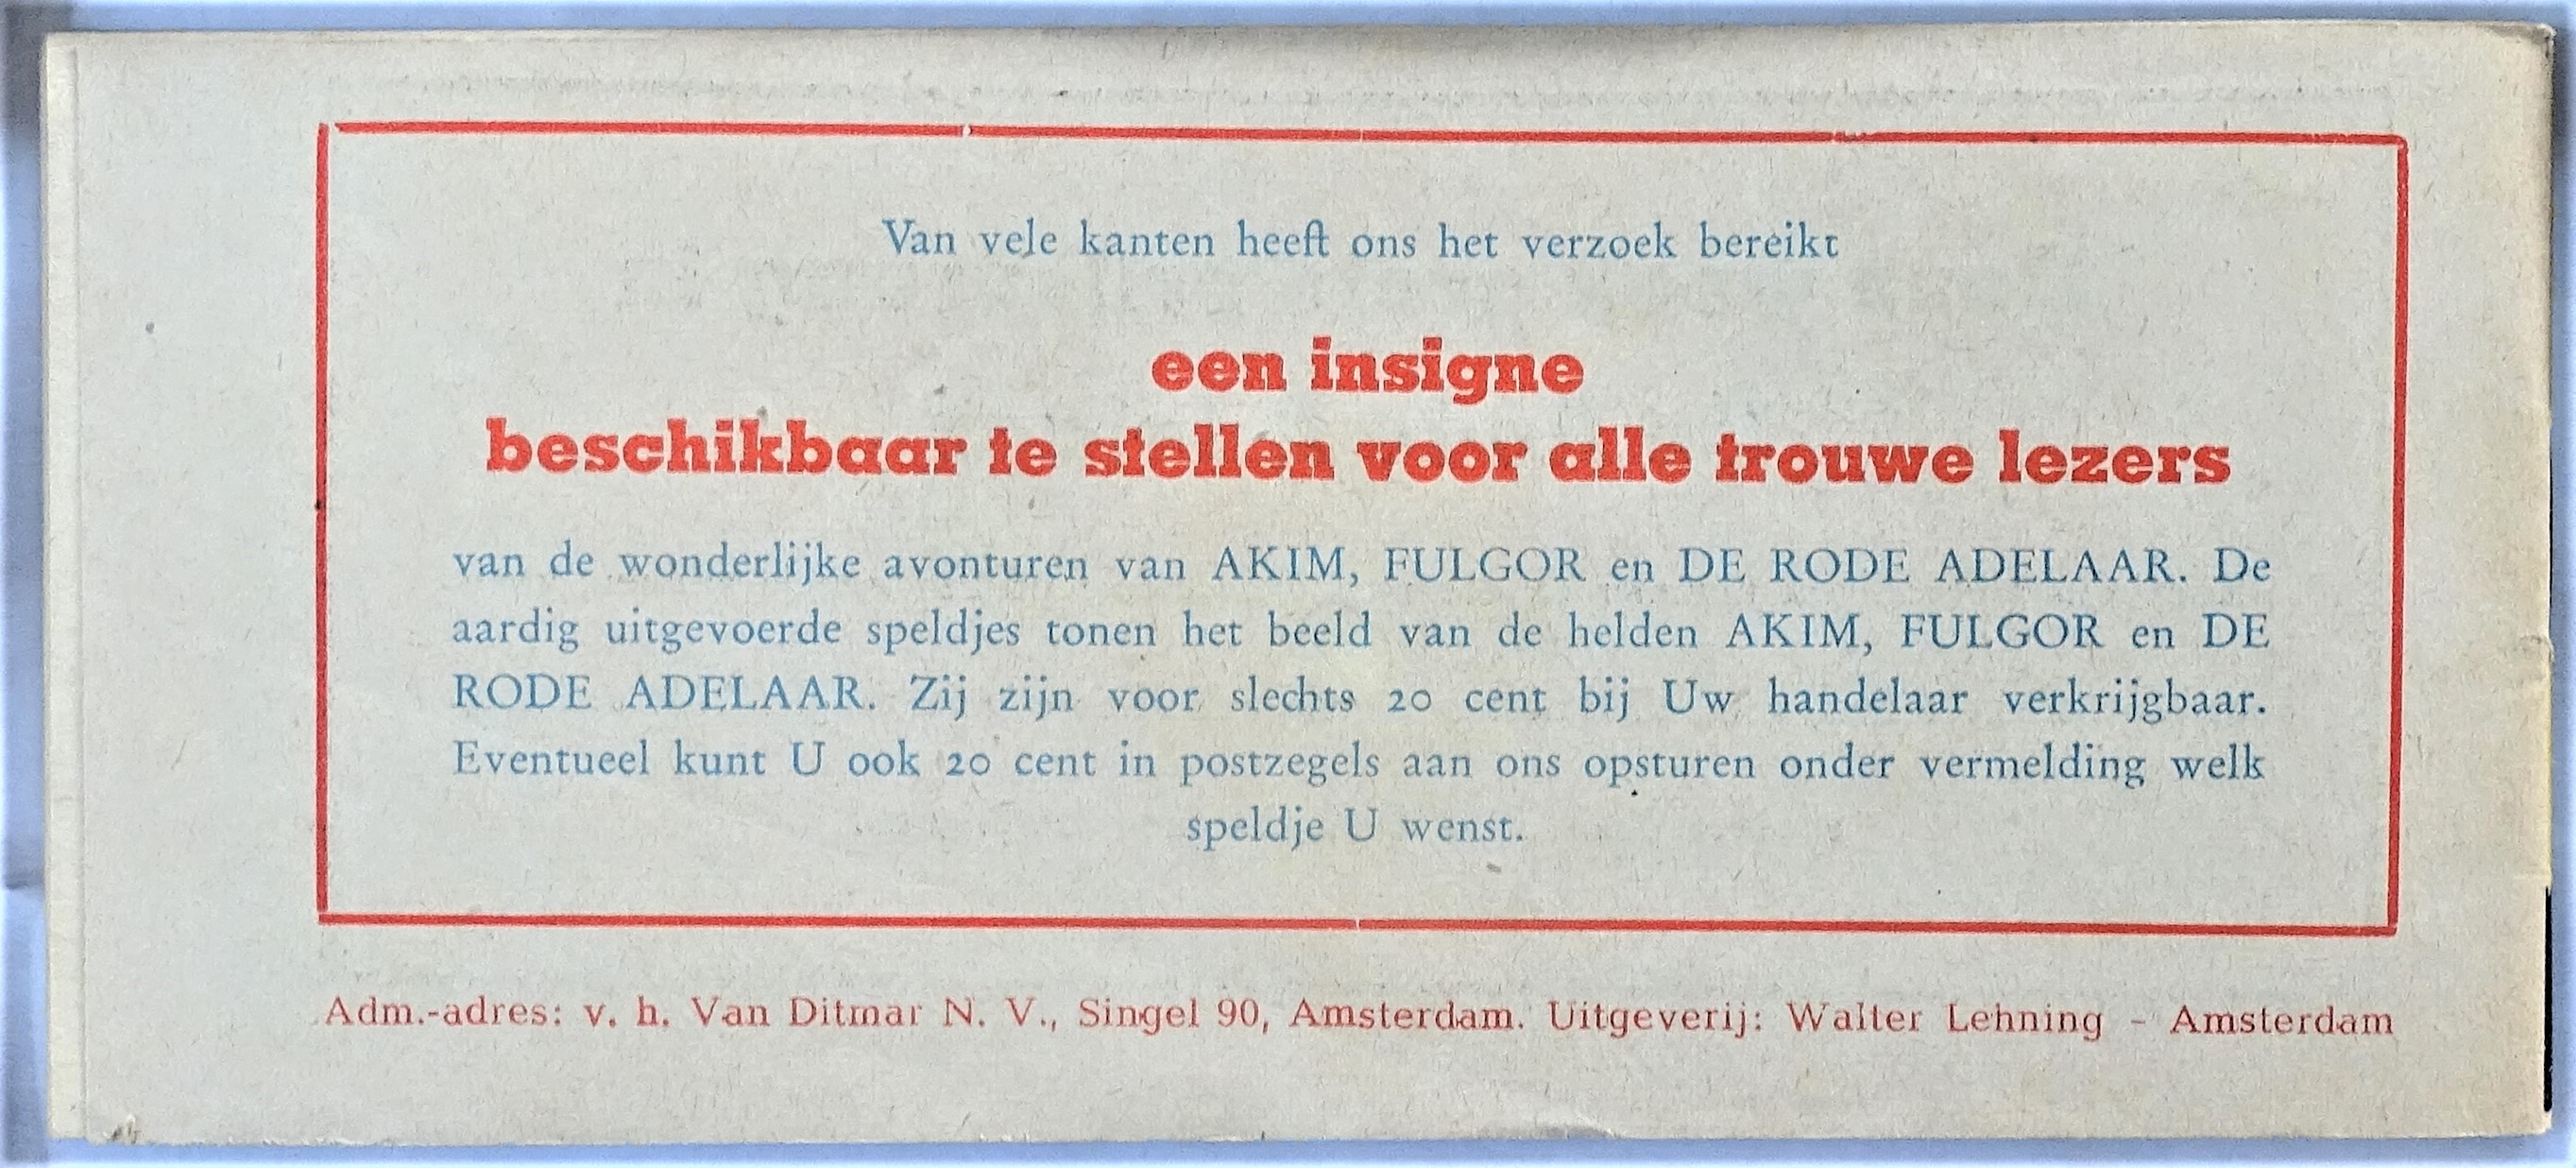 Van vele kanten heeft ons het verzoek bereikt
een insigne
beschikbaar te stellen voor alle trouwe lezers
van de wonderlijke avonturen van AKIM, FULGOR en DE RODE ADELAAR. De
aardig uitgevoerde speldjes tonen het beeld van de helden AKIM, FULGOR en DE
RODE ADELAAR. Zij zijn voor slechts 20 cent bij Uw handelaar verkrijgbaar.
Eventueel kunt U ook 20 cent in postzegels aan ons opsturen onder vermelding welk
speldje U wenst.
Adm.-adres: v. h. Van Ditmar N. V., Singel 90, Amsterdam. Uitgeverij: Walter Lehning - Amsterdam